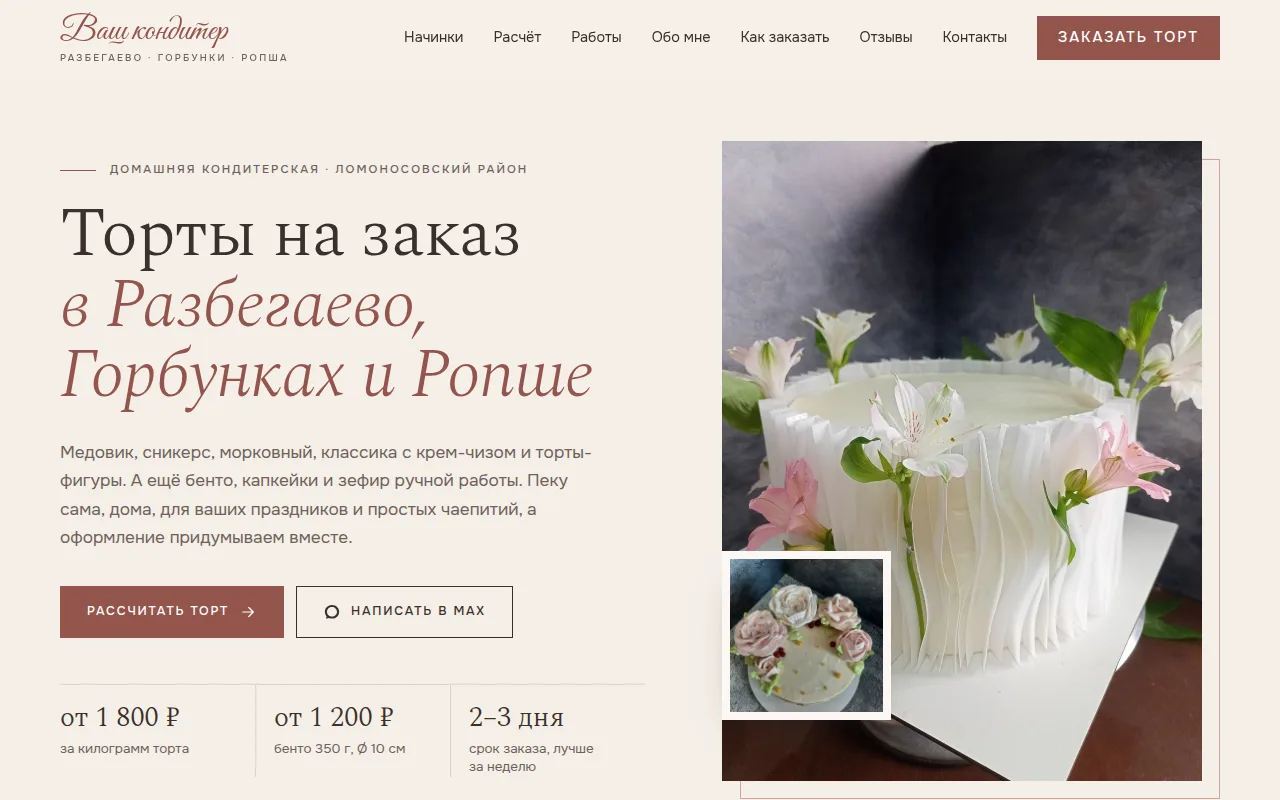 Ваш кондитер
РАЗБЕГАЕВО · ГОРБУНКИ · РОПША
Начинки
Расчёт
Работы
Обо мне
Как заказать
Отзывы
Контакты
ЗАКАЗАТЬ ТОРТ
ДОМАШНЯЯ КОНДИТЕРСКАЯ · ЛОМОНОСОВСКИЙ РАЙОН
Торты на заказ
в Разбегаево,
Горбунках и Ропше
Медовик, сникерс, морковный, классика с крем-чизом и торты-
фигуры. А ещё бенто, капкейки и зефир ручной работы. Пеку
сама, дома, для ваших праздников и простых чаепитий, а
оформление придумываем вместе.
РАССЧИТАТЬ ТОРТ →
НАПИСАТЬ В MAX
от 1 800 ₽
за килограмм торта
от 1 200 ₽
бенто 350 г, Ø 10 см
2–3 дня
срок заказа, лучше
за неделю